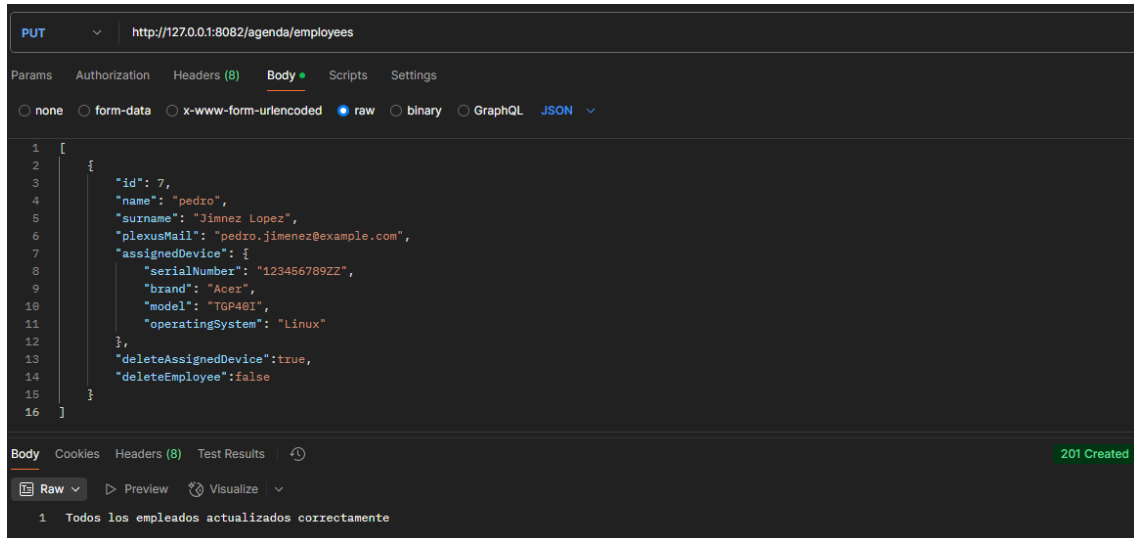 PUT http://127.0.0.1:8082/agenda/employees
Params Authorization Headers (8) Body Scripts Settings
none form-data x-www-form-urlencoded raw binary GraphQL JSON
1 [
2 {
3 "id": 7,
4 "name": "pedro",
5 "surname": "Jimnez Lopez",
6 "plexusMail": "pedro.jimenez@example.com",
7 "assignedDevice": {
8 "serialNumber": "123456789ZZ",
9 "brand": "Acer",
10 "model": "TGP40I",
11 "operatingSystem": "Linux"
12 },
13 "deleteAssignedDevice":true,
14 "deleteEmployee":false
15 }
16 ]
Body Cookies Headers (8) Test Results 201 Created
Raw Preview Visualize
1 Todos los empleados actualizados correctamente